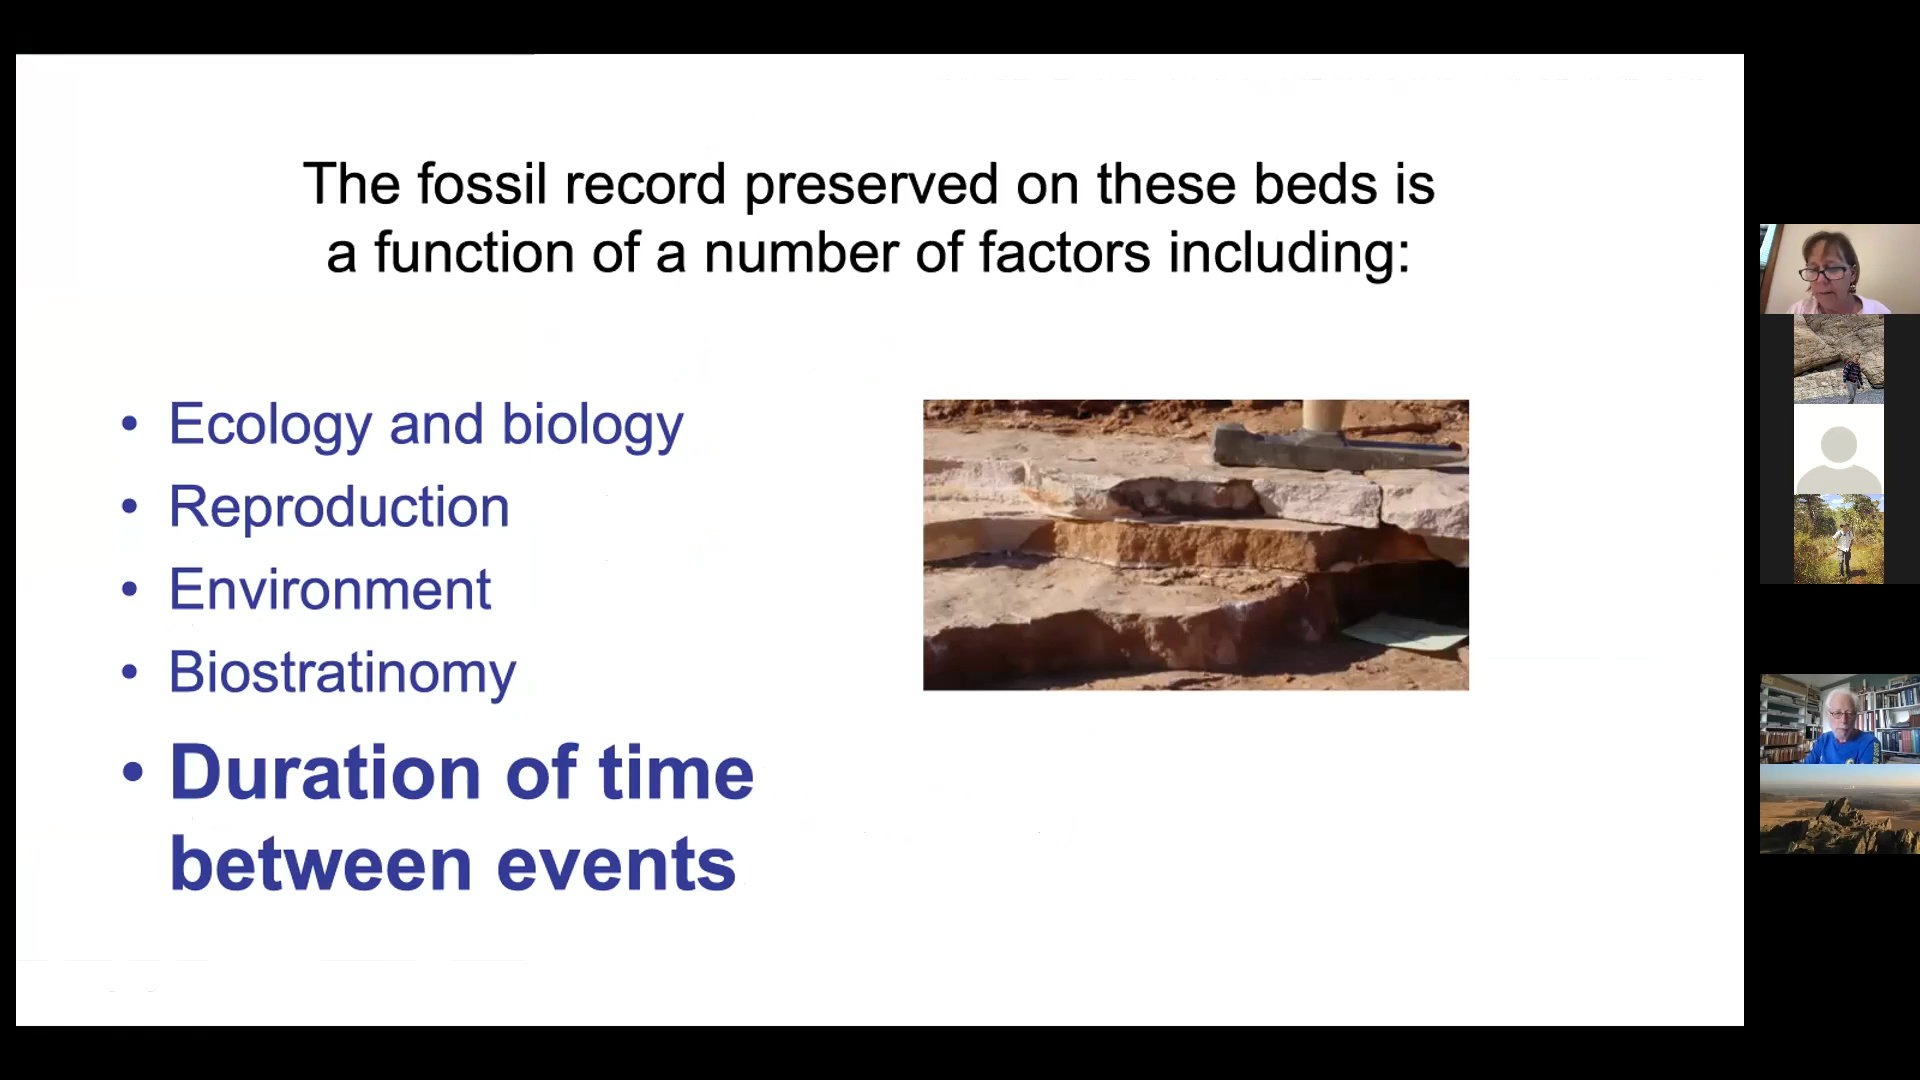 The fossil record preserved on these beds is
a function of a number of factors including:
• Ecology and biology
• Reproduction
• Environment
• Biostratinomy
• Duration of time
between events